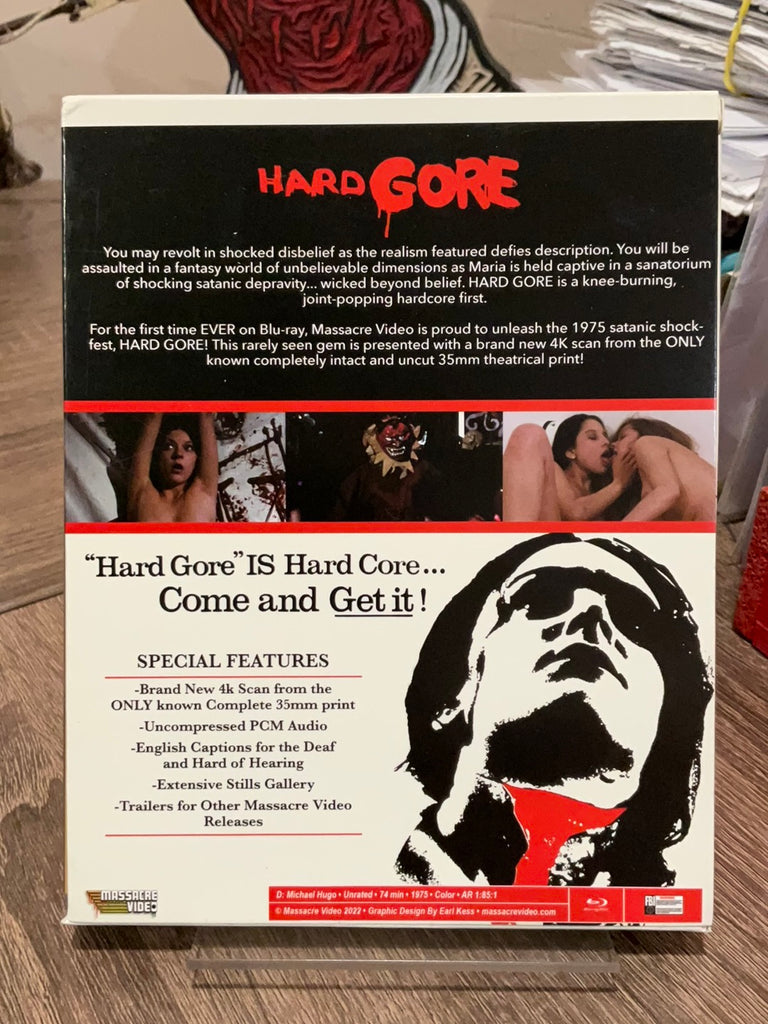 HARD GORE
You may revolt in shocked disbelief as the realism featured defies description. You will be
assaulted in a fantasy world of unbelievable dimensions as Maria is held captive in a sanatorium
of shocking satanic depravity... wicked beyond belief. HARD GORE is a knee-burning,
joint-popping hardcore first.
For the first time EVER on Blu-ray, Massacre Video is proud to unleash the 1975 satanic shock-
fest, HARD GORE! This rarely seen gem is presented with a brand new 4K scan from the ONLY
known completely intact and uncut 35mm theatrical print!
“Hard Gore” IS Hard Core...
Come and Get it!
SPECIAL FEATURES
-Brand New 4k Scan from the
ONLY known Complete 35mm print
-Uncompressed PCM Audio
-English Captions for the Deaf
and Hard of Hearing
-Extensive Stills Gallery
-Trailers for Other Massacre Video
Releases
MASSACRE
VIDEO
D: Michael Hugo • Unrated • 74 min • 1975 • Color • AR 1:85:1
© Massacre Video 2022 • Graphic Design By Earl Kess • massacrevideo.com
FBI